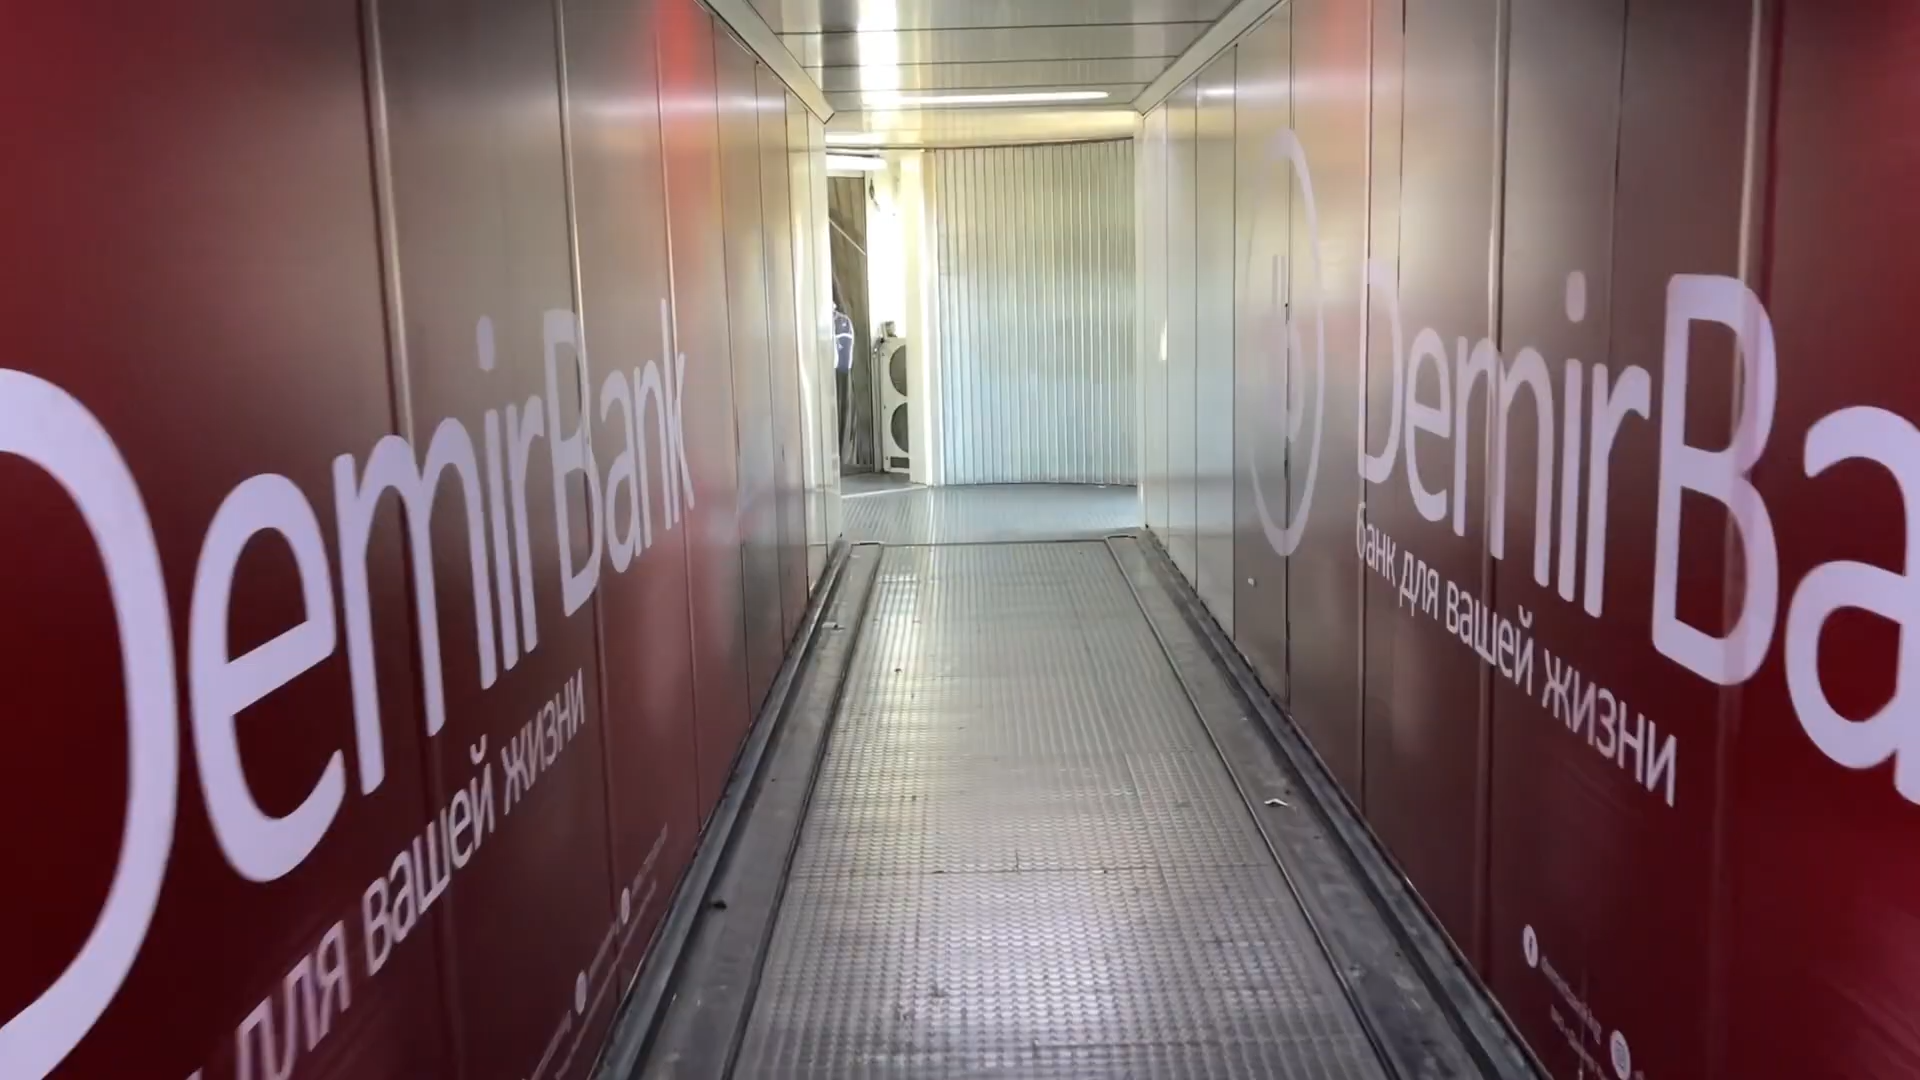 DemirBank
для вашей жизни
DemirBa
банк для вашей жизни